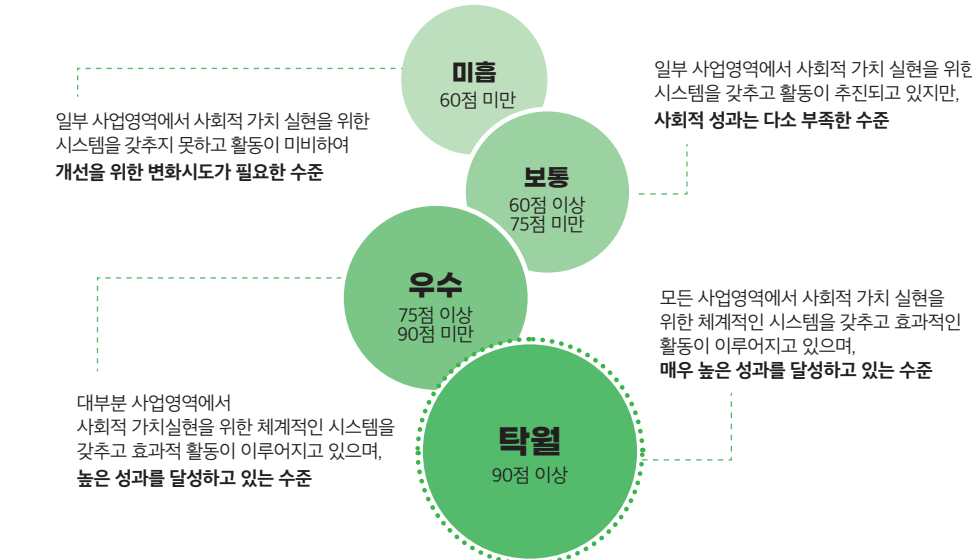 미흡
60점 미만
일부 사업영역에서 사회적 가치 실현을 위한
시스템을 갖추지 못하고 활동이 미비하여
개선을 위한 변화시도가 필요한 수준
일부 사업영역에서 사회적 가치 실현을 위한
시스템을 갖추고 활동이 추진되고 있지만,
사회적 성과는 다소 부족한 수준
보통
60점 이상
75점 미만
우수
75점 이상
90점 미만
대부분 사업영역에서
사회적 가치실현을 위한 체계적인 시스템을
갖추고 효과적 활동이 이루어지고 있으며,
높은 성과를 달성하고 있는 수준
모든 사업영역에서 사회적 가치 실현을
위한 체계적인 시스템을 갖추고 효과적인
활동이 이루어지고 있으며,
매우 높은 성과를 달성하고 있는 수준
탁월
90점 이상